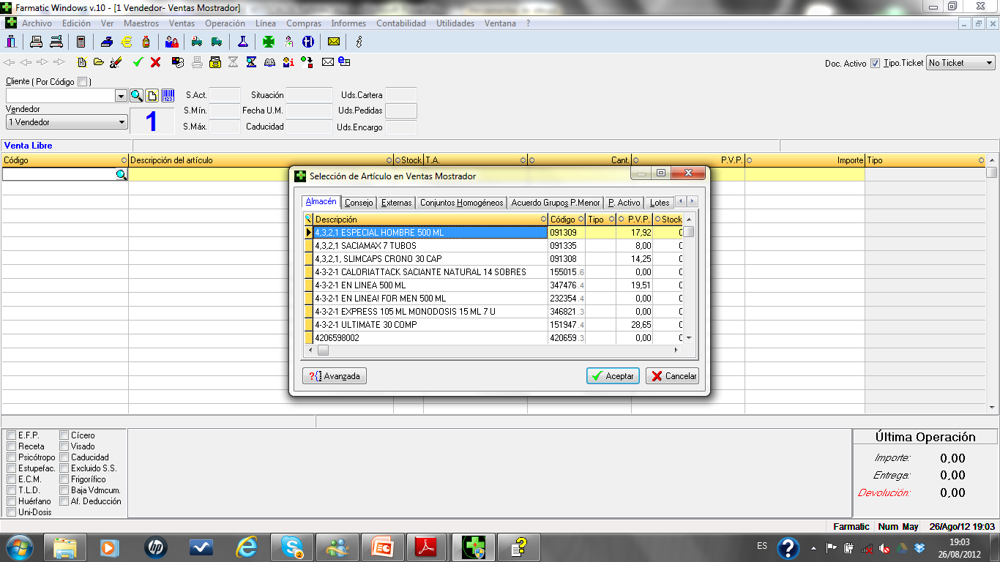 Farmatic Windows v.10 - [1 Vendedor- Ventas Mostrador]
Archivo Edición Ver Maestros Ventas Operación Línea Compras Informes Contabilidad Utilidades Ventana ?
Doc. Activo Tipo.Ticket No Ticket
Cliente ( Por Código )
S.Act. Situación Uds.Cartera
Vendedor
S.Mín. Fecha U.M. Uds.Pedidas
1 Vendedor 1
S.Máx. Caducidad Uds.Encargo
Venta Libre
Código Descripción del artículo Stock T.A. Cant. P.V.P. Importe Tipo
Selección de Artículo en Ventas Mostrador
Almacén Consejo Externas Conjuntos Homogéneos Acuerdo Grupos P.Menor P. Activo Lotes
Descripción Código Tipo P.V.P. Stock
4,3,2,1 ESPECIAL HOMBRE 500 ML 091309 17,92
4,3,2,1 SACIAMAX 7 TUBOS 091335 8,00
4,3,2,1, SLIMCAPS CRONO 30 CAP 091308 14,25
4-3-2-1 CALORIATTACK SACIANTE NATURAL 14 SOBRES 155015 .6 0,00
4-3-2-1 EN LINEA 500 ML 347476 .4 19,51
4-3-2-1 EN LINEA! FOR MEN 500 ML 232354 .4 0,00
4-3-2-1 EXPRESS 105 ML MONODOSIS 15 ML 7 U 346821 .3 0,00
4-3-2-1 ULTIMATE 30 COMP 151947 .4 28,65
4206598002 420659 .3 0,00
?{ Avanzada Aceptar Cancelar
E.F.P. Cícero
Receta Visado
Psicótropo Caducidad
Estupefac. Excluido S.S.
E.C.M. Frigorífico
T.L.D. Baja Vdmcum.
Huérfano Af. Deducción
Uni-Dosis
Última Operación
Importe: 0,00
Entrega: 0,00
Devolución: 0,00
Farmatic Num May 26/Ago/12 19:03
ES 19:03
26/08/2012